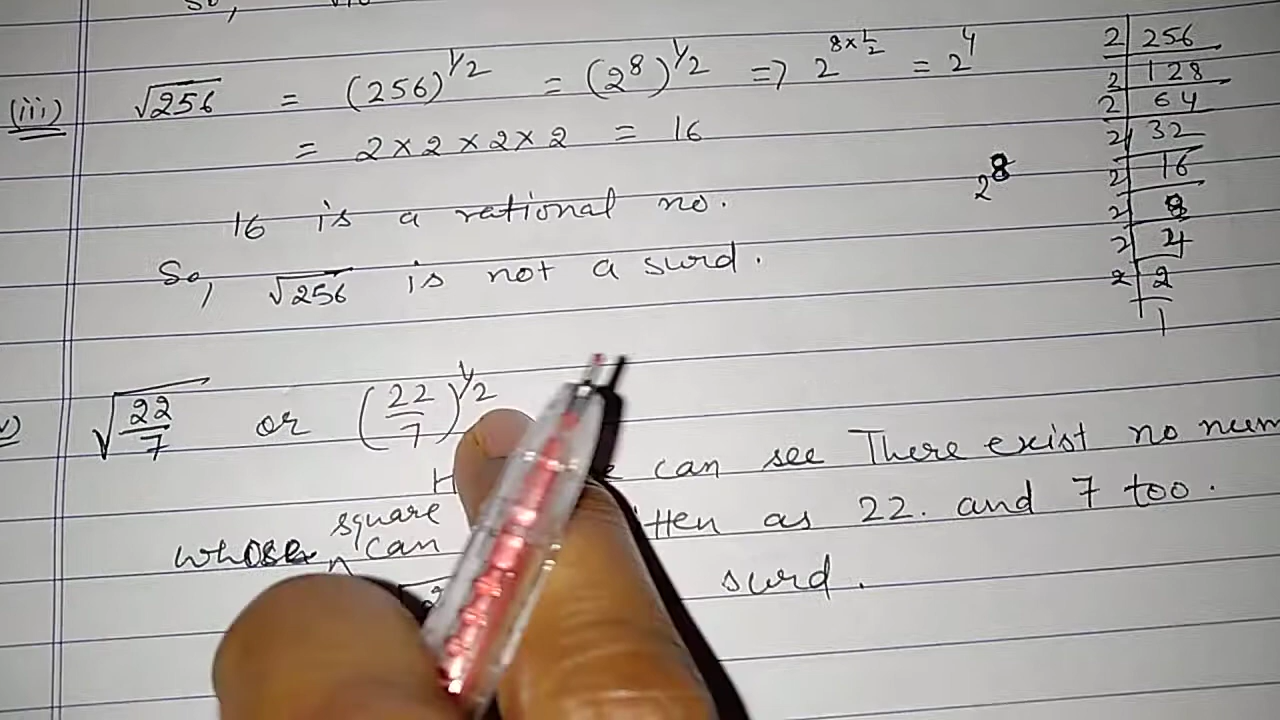 So,
(iii) √256 = (256)^1/2 = (2^8)^1/2 => 2^8×1/2 = 2^4
= 2 × 2 × 2 × 2 = 16
16 is a rational no.
So, √256 is not a surd.
2^8
2 | 256
2 | 128
2 | 64
2 | 32
2 | 16
2 | 8
2 | 4
2 | 2
1
√22/7 or (22/7)^1/2
can see There exist no num
square
whose can as 22. and 7 too.
surd.